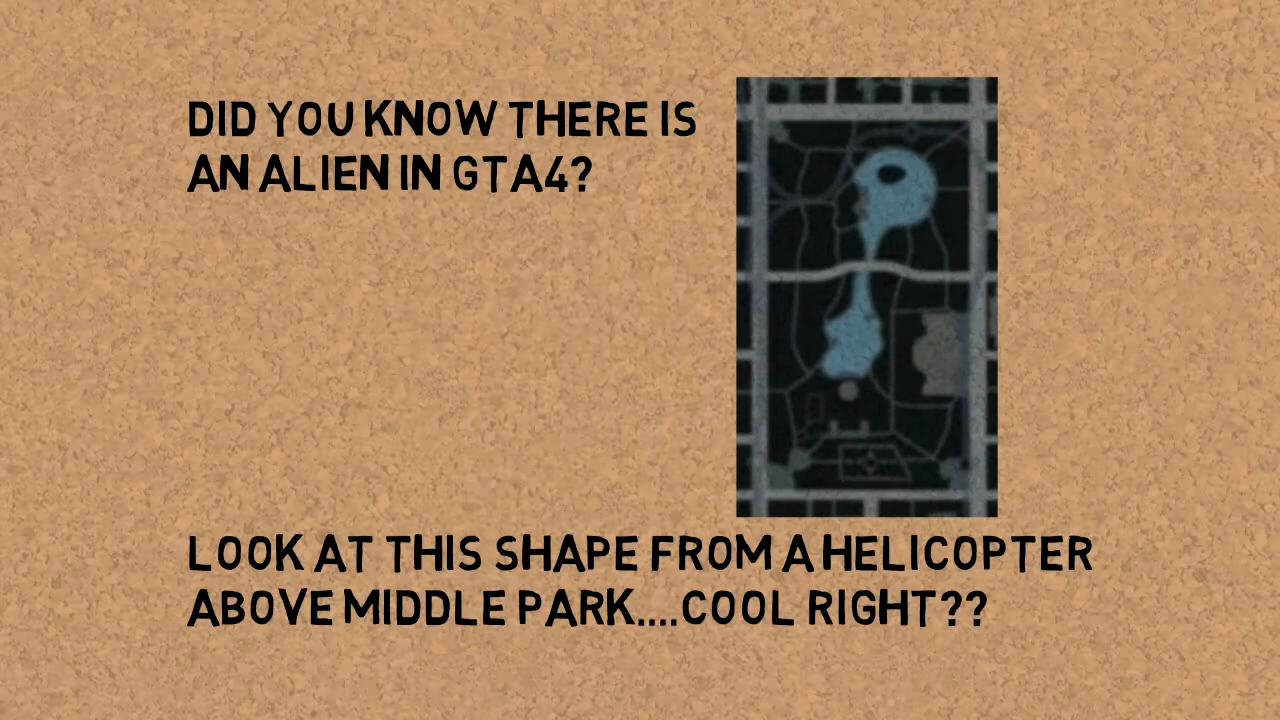 DID YOU KNOW THERE IS
AN ALIEN IN GTA4?
LOOK AT THIS SHAPE FROM A HELICOPTER
ABOVE MIDDLE PARK....COOL RIGHT??